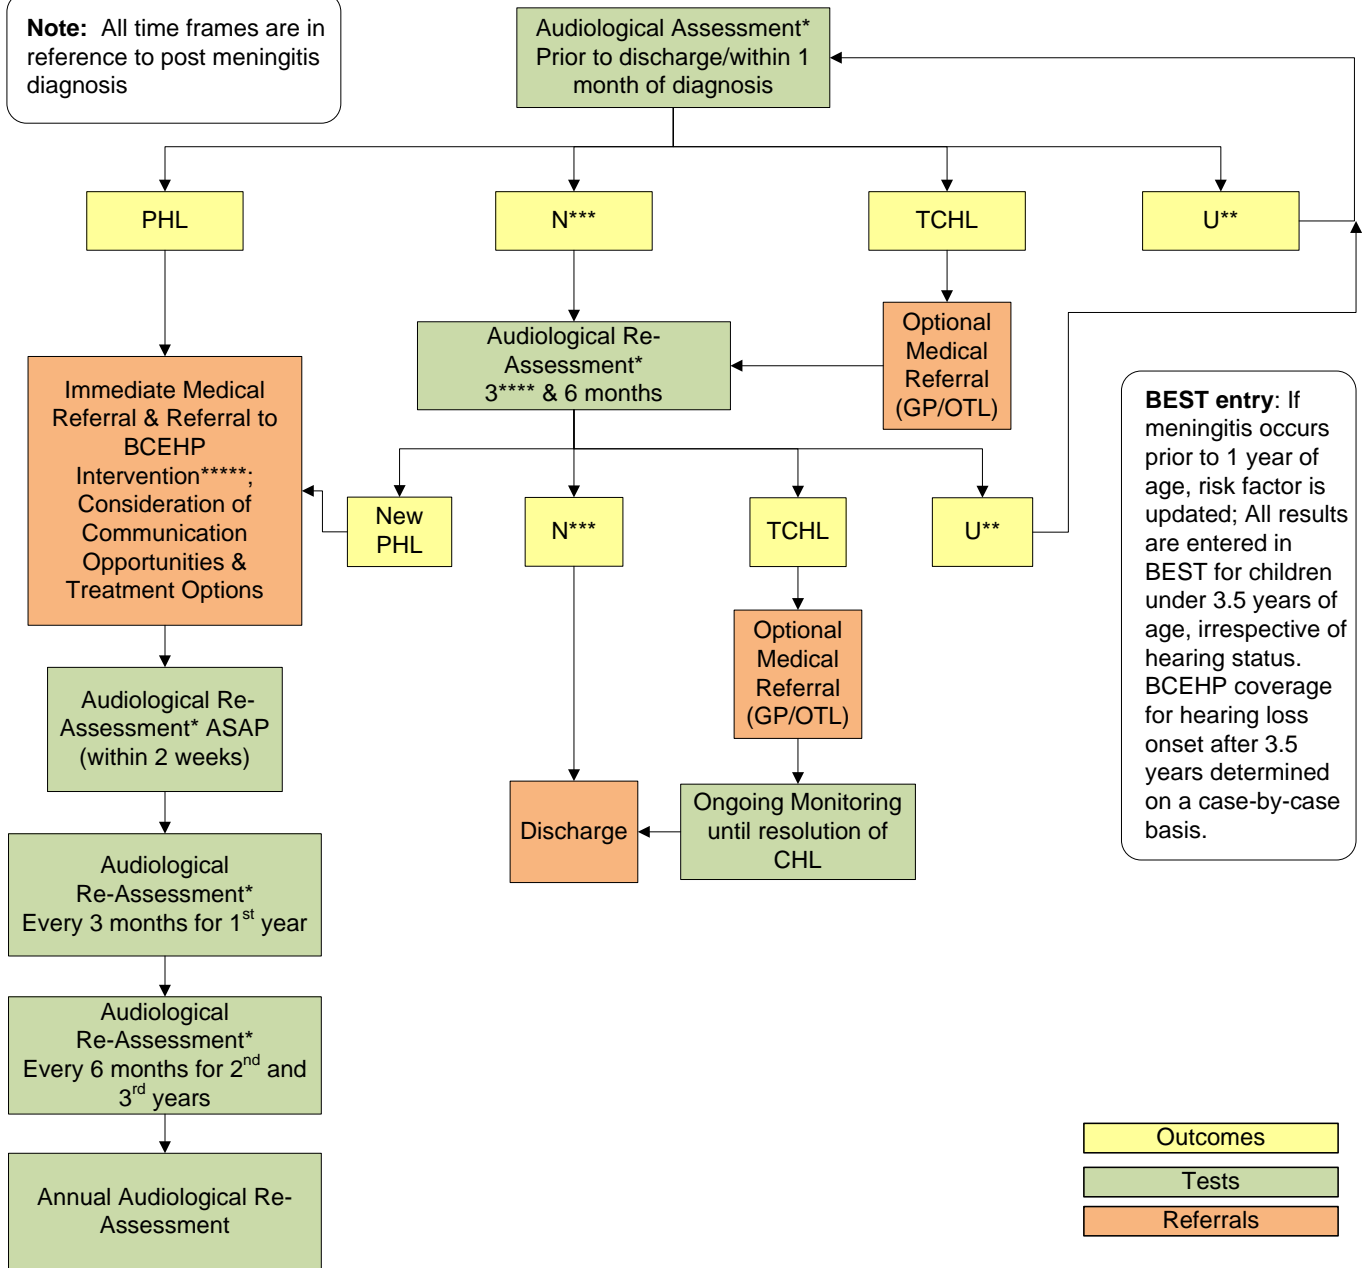 Note: All time frames are in
reference to post meningitis
diagnosis
Audiological Assessment*
Prior to discharge/within 1
month of diagnosis
PHL
N***
TCHL
U**
Immediate Medical
Referral & Referral to
BCEHP
Intervention*****;
Consideration of
Communication
Opportunities &
Treatment Options
Audiological Re-
Assessment*
3**** & 6 months
Optional
Medical
Referral
(GP/OTL)
New
PHL
N***
TCHL
U**
BEST entry: If
meningitis occurs
prior to 1 year of
age, risk factor is
updated; All results
are entered in
BEST for children
under 3.5 years of
age, irrespective of
hearing status.
BCEHP coverage
for hearing loss
onset after 3.5
years determined
on a case-by-case
basis.
Optional
Medical
Referral
(GP/OTL)
Audiological Re-
Assessment* ASAP
(within 2 weeks)
Discharge
Ongoing Monitoring
until resolution of
CHL
Audiological
Re-Assessment*
Every 3 months for 1st year
Audiological
Re-Assessment*
Every 6 months for 2nd and
3rd years
Annual Audiological Re-
Assessment
Outcomes
Tests
Referrals